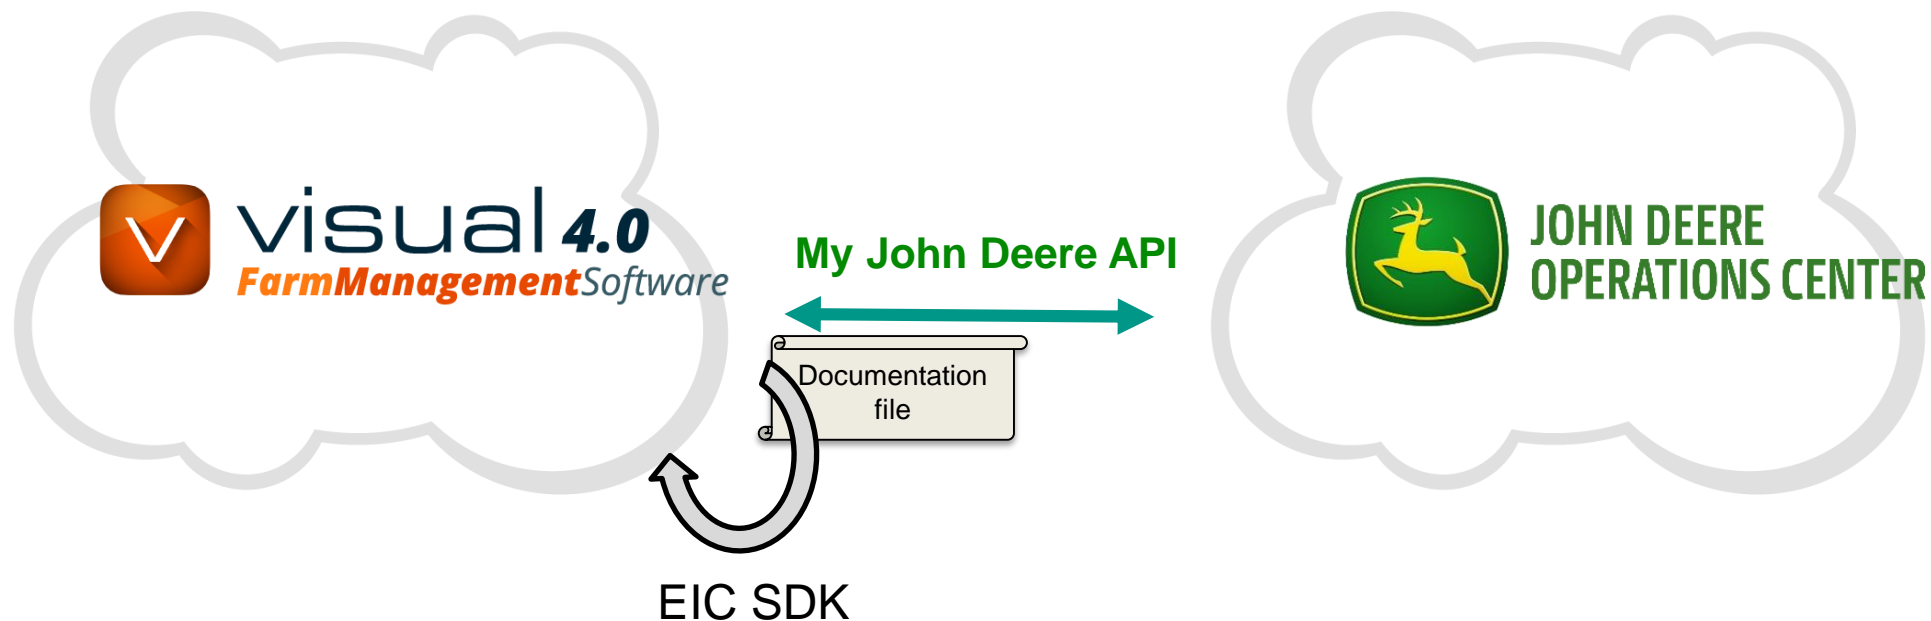 V
visual 4.0
FarmManagementSoftware
My John Deere API
JOHN DEERE
OPERATIONS CENTER
Documentation
file
EIC SDK